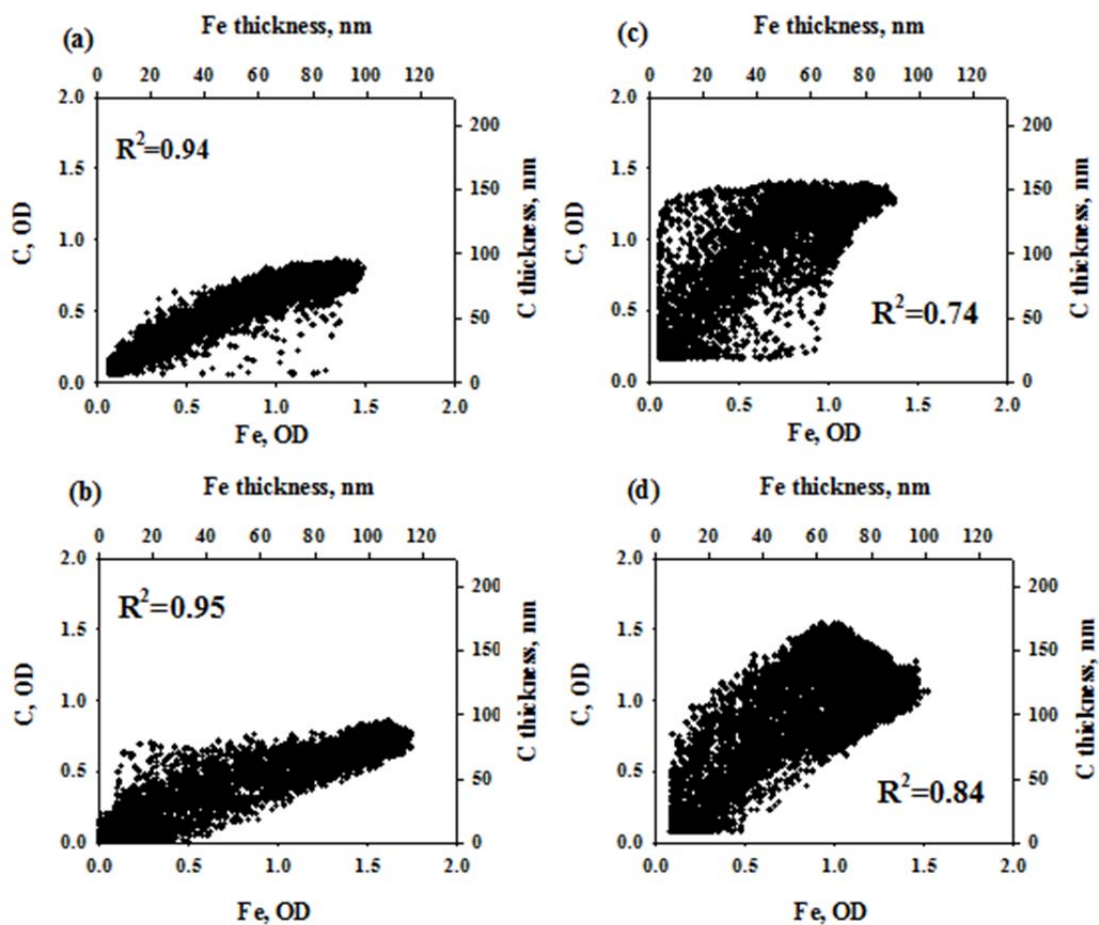 (a)
Fe thickness, nm
0 20 40 60 80 100 120
2.0
1.5
1.0
0.5
0.0
C, OD
R²=0.94
200
150
100
50
0
C thickness, nm
0.0 0.5 1.0 1.5 2.0
Fe, OD
(c)
Fe thickness, nm
0 20 40 60 80 100 120
2.0
1.5
1.0
0.5
0.0
C, OD
R²=0.74
200
150
100
50
0
C thickness, nm
0.0 0.5 1.0 1.5 2.0
Fe, OD
(b)
Fe thickness, nm
0 20 40 60 80 100 116
2.0
1.5
1.0
0.5
0.0
C, OD
R²=0.95
200
150
100
50
0
C thickness, nm
0.0 0.5 1.0 1.5 2.0
Fe, OD
(d)
Fe thickness, nm
0 20 40 60 80 100 120
2.0
1.5
1.0
0.5
0.0
C, OD
R²=0.84
200
150
100
50
0
C thickness, nm
0.0 0.5 1.0 1.5 2.0
Fe, OD